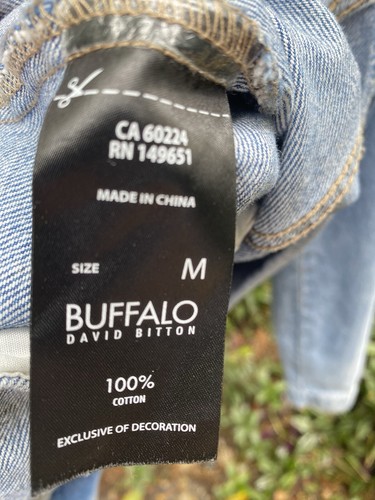 CA 60224
RN 149651
MADE IN CHINA
SIZE M
BUFFALO
DAVID BITTON
100%
COTTON
EXCLUSIVE OF DECORATION